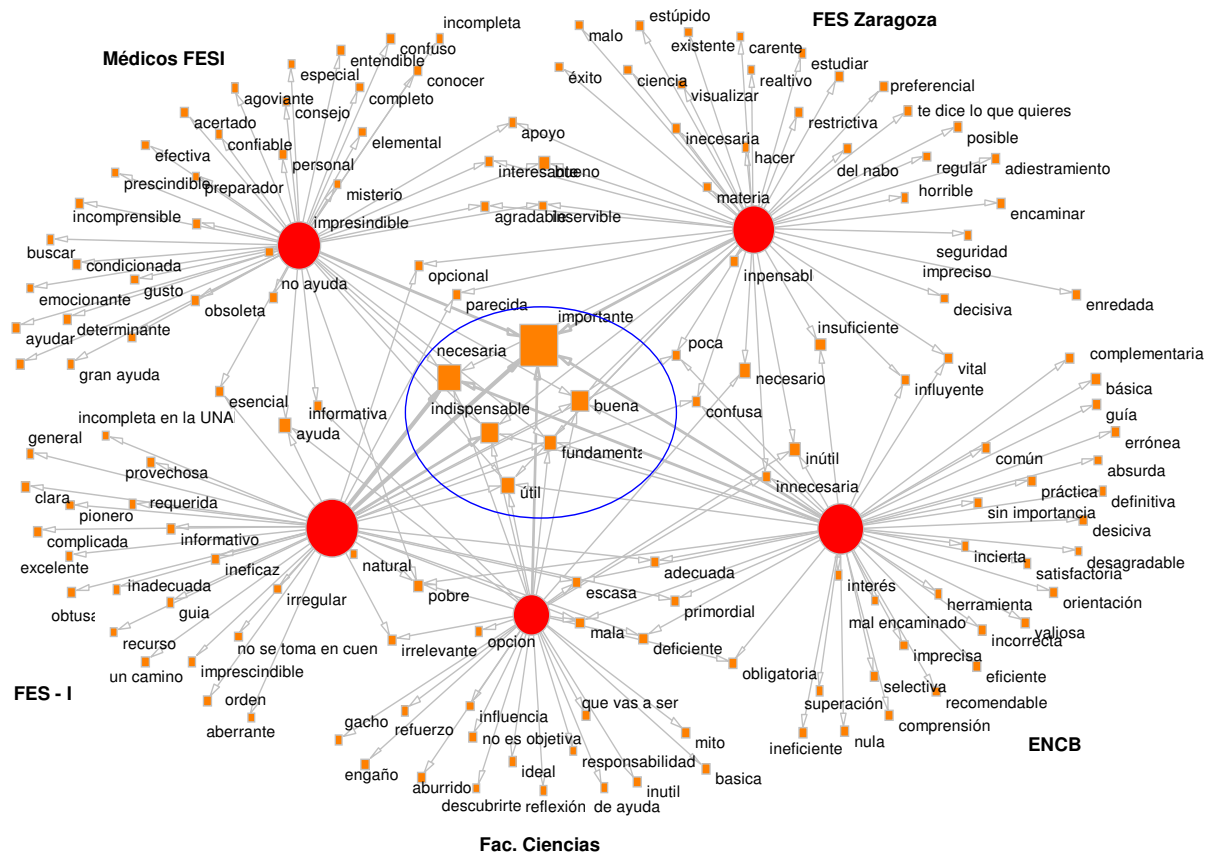 incompleta
estúpido
FES Zaragoza
malo
confuso
existente
carente
Médicos FESI
entendible
especial
conocer
éxito
ciencia
realtivo
estudiar
agoviante
completo
visualizar
preferencial
consejo
te dice lo que quieres
acertado
restrictiva
confiable
elemental
apoyo
inecesaria
posible
efectiva
personal
hacer
interesante
bueno
del nabo
regular
adiestramiento
prescindible
preparador
misterio
materia
horrible
incomprensible
impresindible
agradable
inservible
encaminar
buscar
seguridad
condicionada
no ayuda
opcional
inpensabl
impreciso
emocionante
gusto
obsoleta
parecida
decisiva
enredada
importante
ayudar
determinante
insuficiente
necesaria
poca
complementaria
gran ayuda
necesario
vital
influyente
básica
esencial
informativa
indispensable
buena
confusa
incompleta en la UNA
ayuda
guía
general
errónea
provechosa
fundamenta
inútil
común
absurda
clara
requerida
útil
innecesaria
práctica
definitiva
pionero
sin importancia
desiciva
complicada
informativo
excelente
ineficaz
natural
adecuada
incierta
desagradable
satisfactoria
inadecuada
irregular
pobre
escasa
interés
herramienta
orientación
obtusa
guia
primordial
mal encaminado
valiosa
recurso
no se toma en cuen
irrelevante
opcion
mala
deficiente
incorrecta
imprecisa
un camino
imprescindible
obligatoria
eficiente
FES - I
selectiva
orden
superación
recomendable
aberrante
gacho
refuerzo
influencia
que vas a ser
comprensión
no es objetiva
mito
ineficiente
nula
ENCB
engaño
ideal
responsabilidad
aburrido
inutil
basica
descubrirte
reflexión
de ayuda
Fac. Ciencias